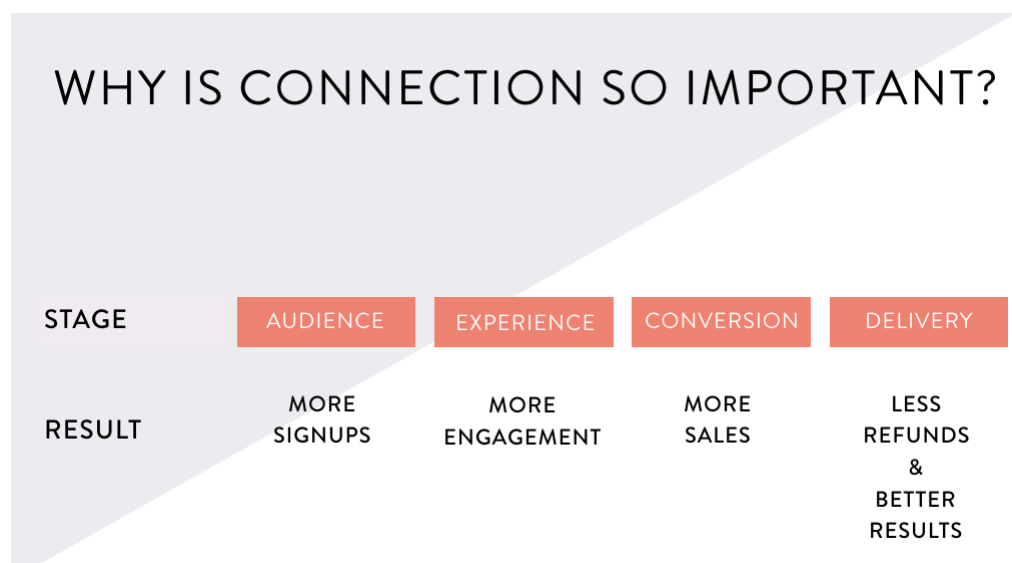 WHY IS CONNECTION SO IMPORTANT?
STAGE
AUDIENCE
EXPERIENCE
CONVERSION
DELIVERY
RESULT
MORE
SIGNUPS
MORE
ENGAGEMENT
MORE
SALES
LESS
REFUNDS
&
BETTER
RESULTS